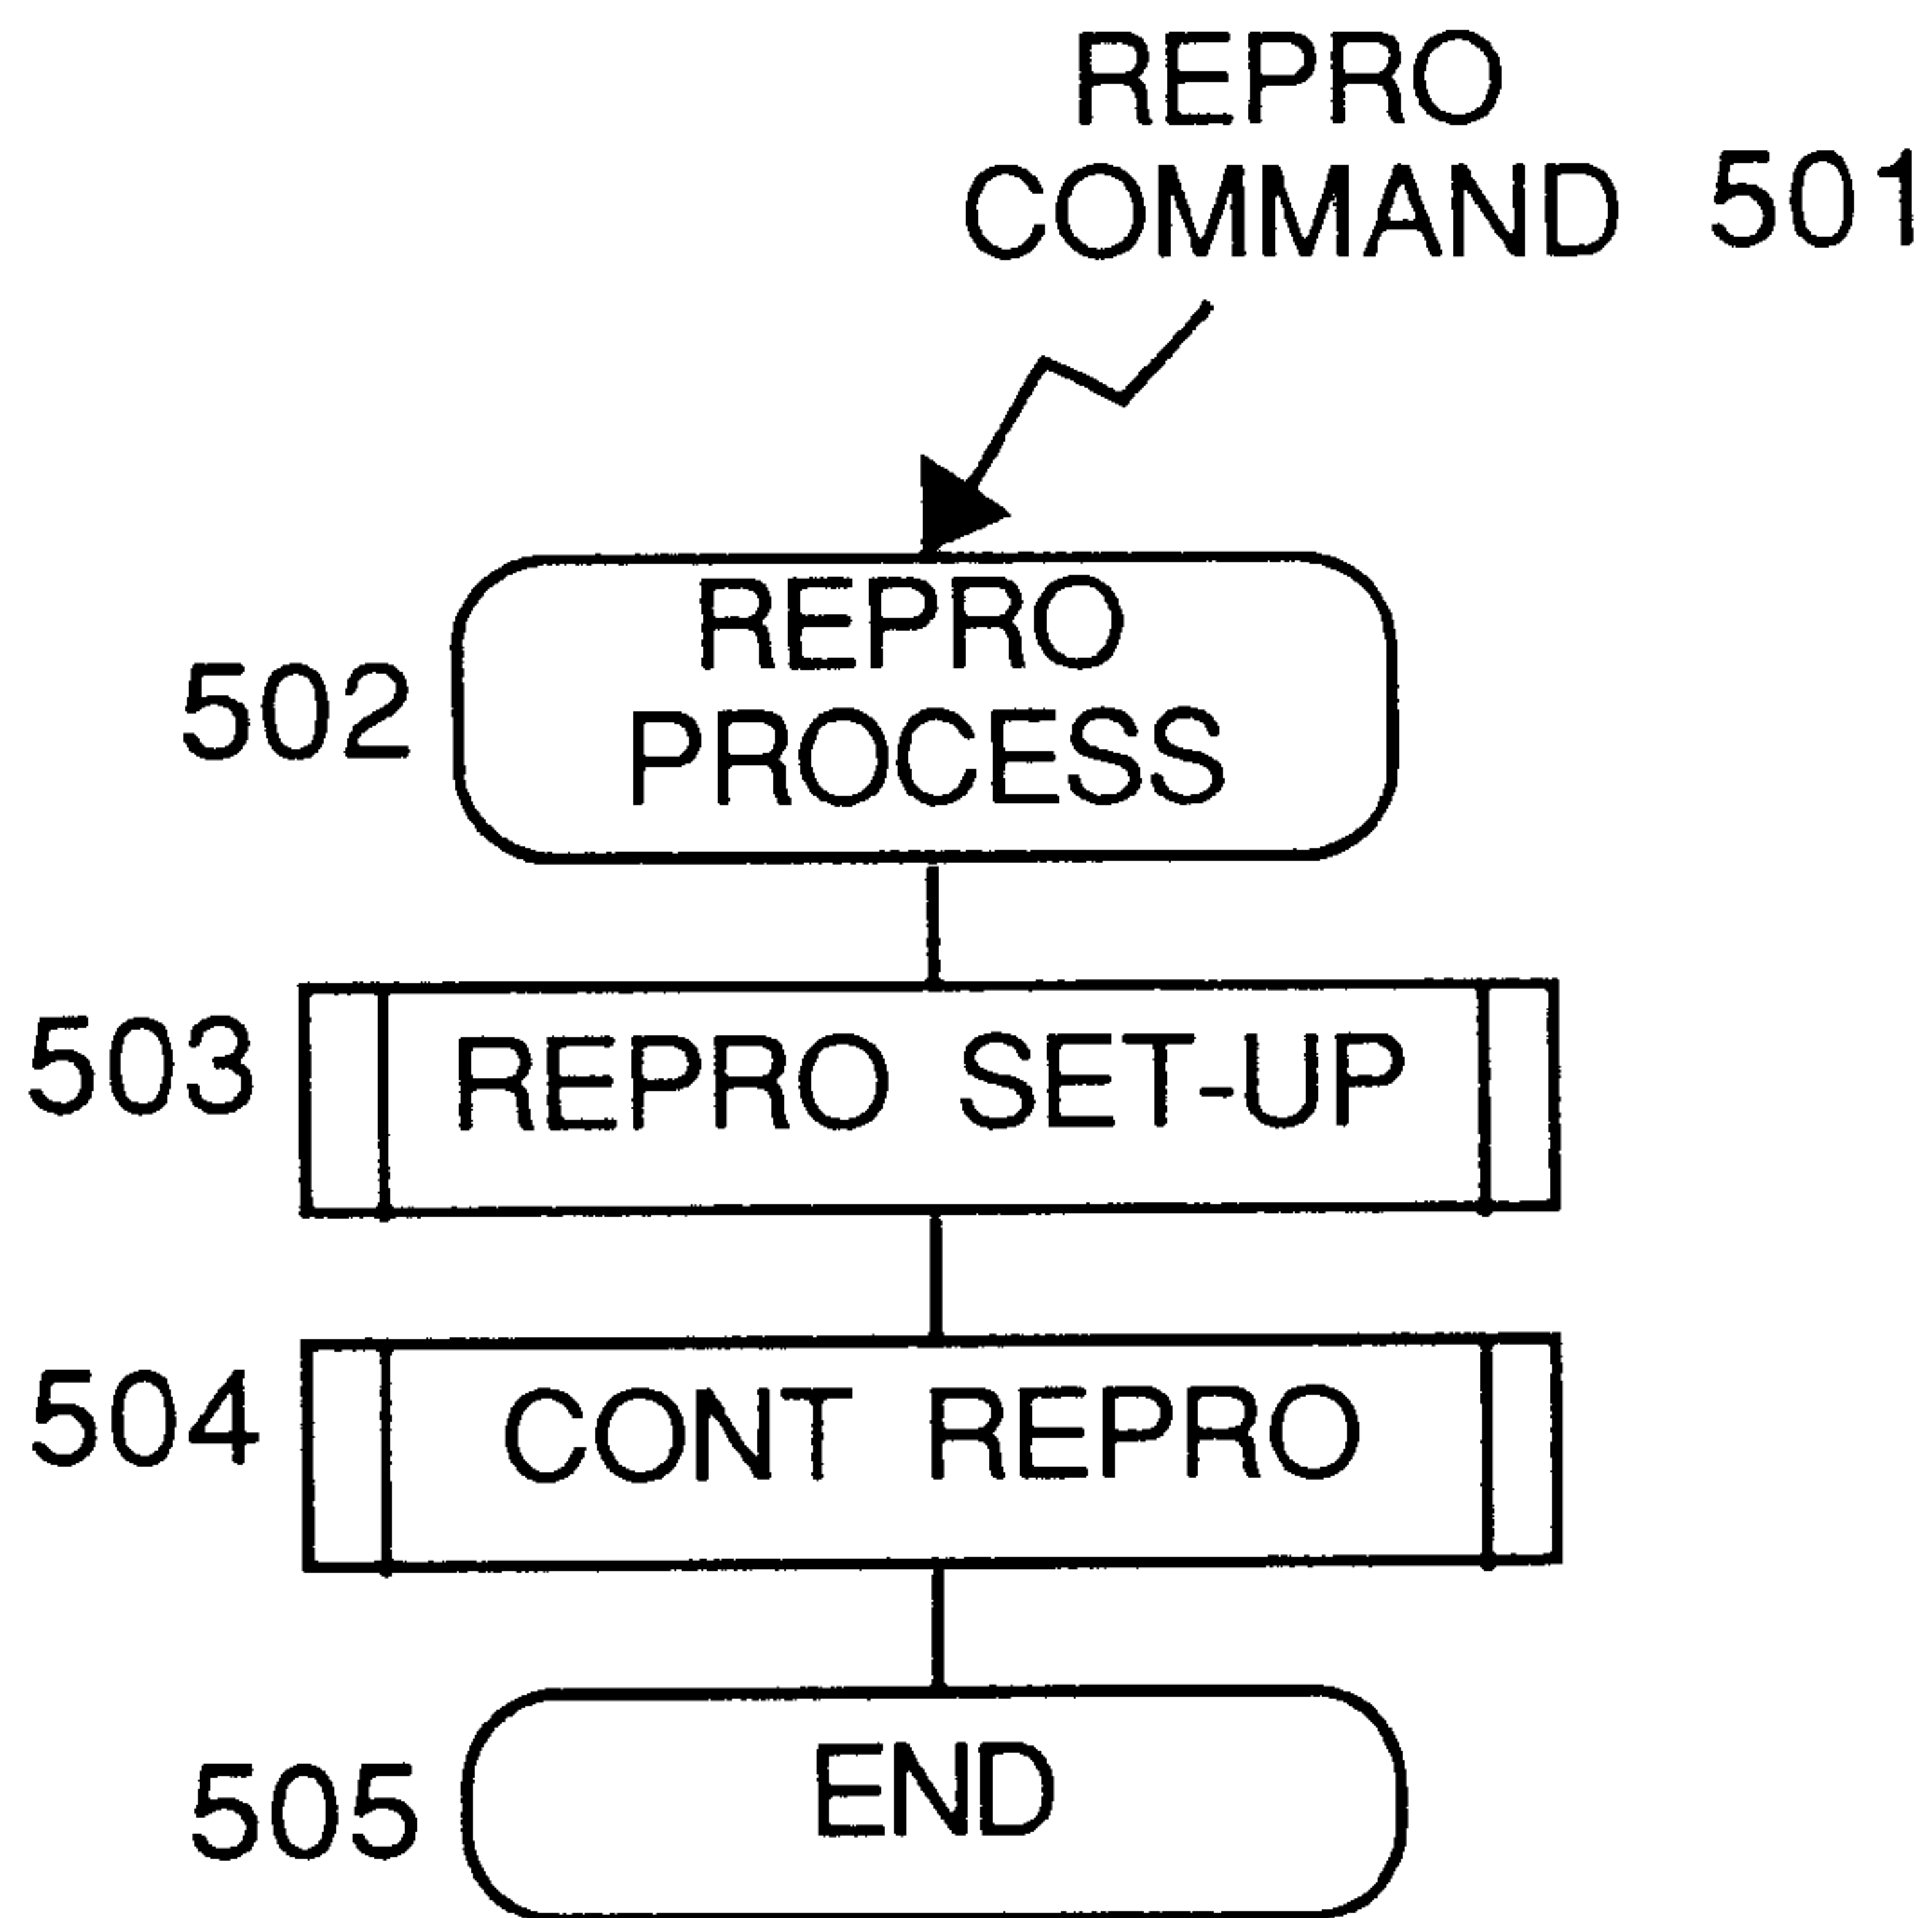 REPRO
COMMAND 501
REPRO
502 PROCESS
503 REPRO SET-UP
504 CONT REPRO
505 END